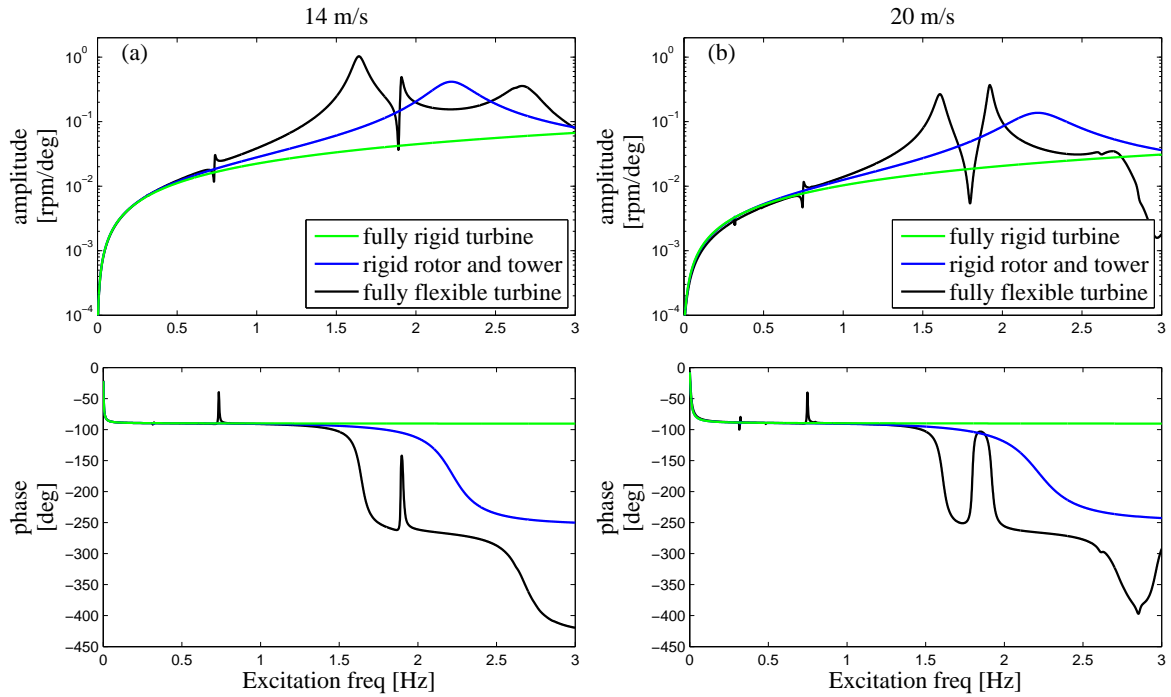 14 m/s
20 m/s
(a)
amplitude
[rpm/deg]
10^0
10^-1
10^-2
10^-3
10^-4
fully rigid turbine
rigid rotor and tower
fully flexible turbine
0 0.5 1 1.5 2 2.5 3
(b)
amplitude
[rpm/deg]
10^0
10^-1
10^-2
10^-3
10^-4
fully rigid turbine
rigid rotor and tower
fully flexible turbine
0 0.5 1 1.5 2 2.5 3
phase
[deg]
0
−50
−100
−150
−200
−250
−300
−350
−400
−450
0 0.5 1 1.5 2 2.5 3
Excitation freq [Hz]
phase
[deg]
0
−50
−100
−150
−200
−250
−300
−350
−400
−450
0 0.5 1 1.5 2 2.5 3
Excitation freq [Hz]